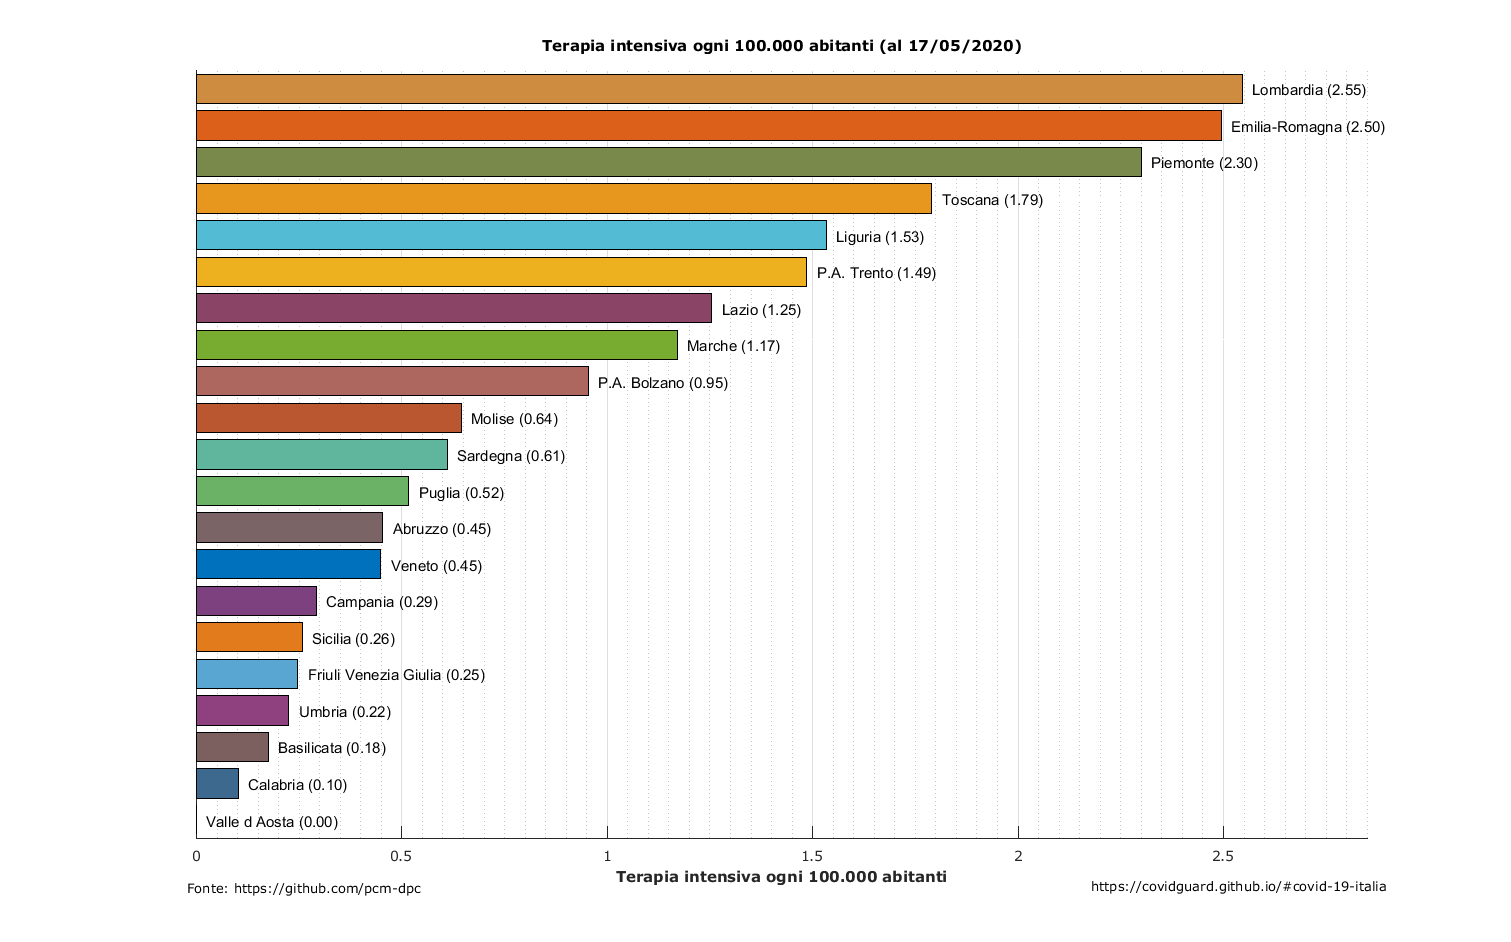 Terapia intensiva ogni 100.000 abitanti (al 17/05/2020)
Lombardia (2.55)
Emilia-Romagna (2.50)
Piemonte (2.30)
Toscana (1.79)
Liguria (1.53)
P.A. Trento (1.49)
Lazio (1.25)
Marche (1.17)
P.A. Bolzano (0.95)
Molise (0.64)
Sardegna (0.61)
Puglia (0.52)
Abruzzo (0.45)
Veneto (0.45)
Campania (0.29)
Sicilia (0.26)
Friuli Venezia Giulia (0.25)
Umbria (0.22)
Basilicata (0.18)
Calabria (0.10)
Valle d Aosta (0.00)
0 0.5 1 1.5 2 2.5
Terapia intensiva ogni 100.000 abitanti
Fonte: https://github.com/pcm-dpc
https://covidguard.github.io/#covid-19-italia